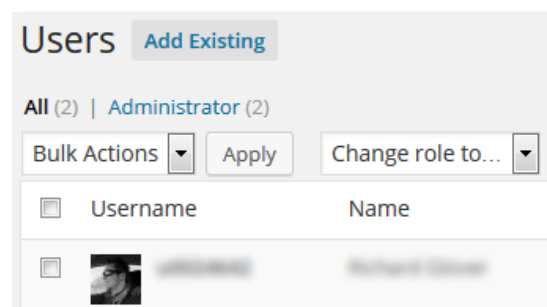 Users Add Existing
All (2) | Administrator (2)
Bulk Actions Apply Change role to...
Username Name